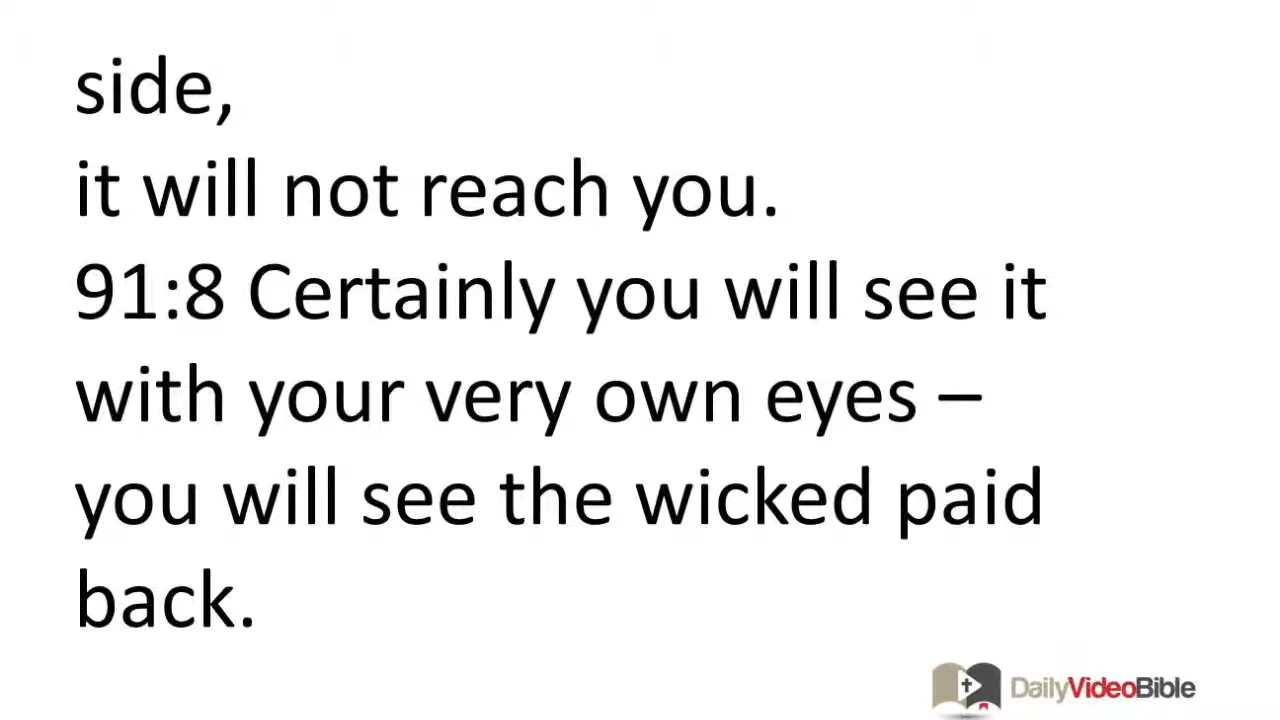 side,
it will not reach you.
91:8 Certainly you will see it
with your very own eyes –
you will see the wicked paid
back.
DailyVideoBible